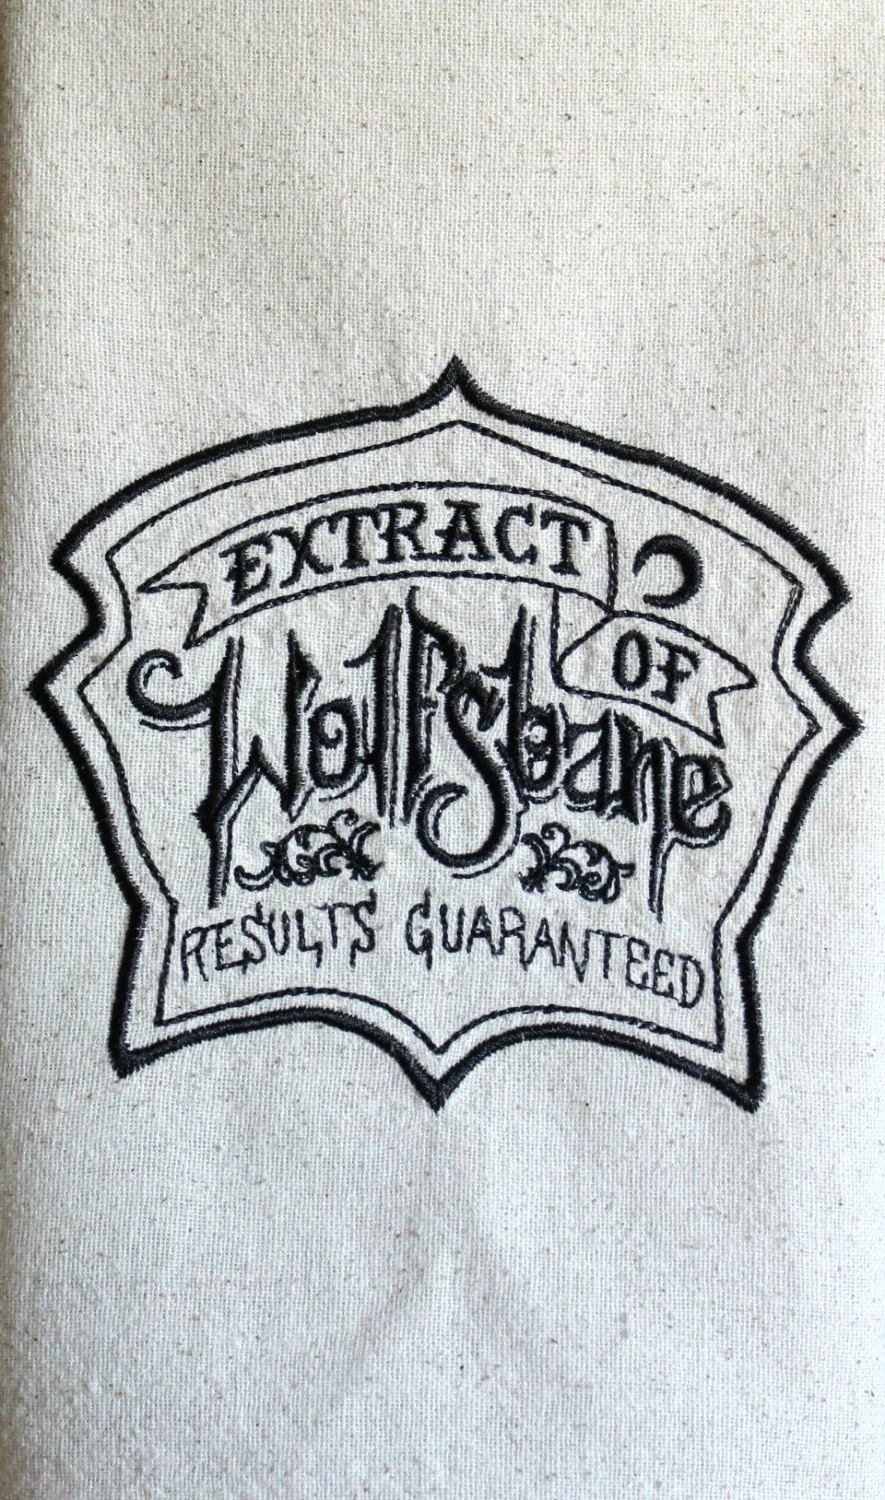 EXTRACT
OF
Wolfsbane
RESULTS GUARANTEED